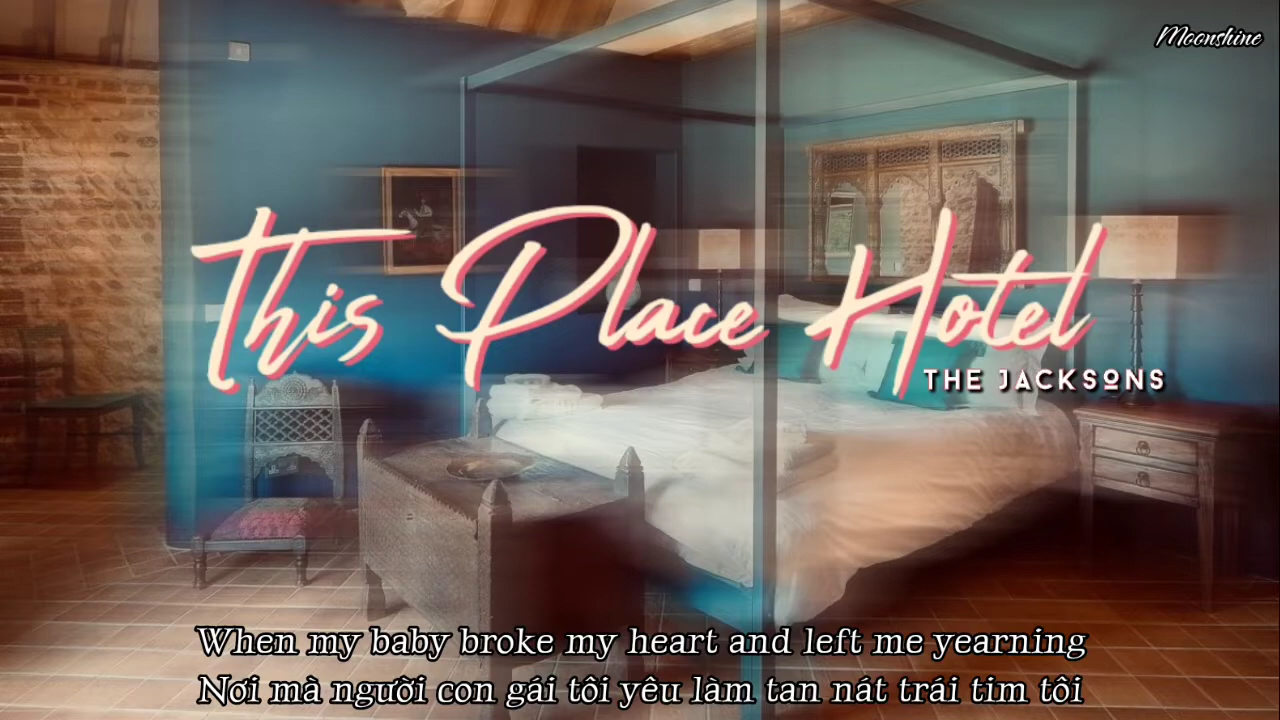 Moonshine
This Place Hotel
THE JACKSONS
When my baby broke my heart and left me yearning
Nơi mà người con gái tôi yêu làm tan nát trái tim tôi